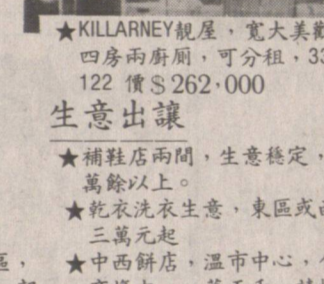 ★KILLARNEY靚屋，寬大美觀
四房兩廚厠，可分租，33
122 價＄262,000
生意出讓
★補鞋店兩間，生意穩定，
萬餘以上。
★乾衣洗衣生意，東區或
三萬元起
區，
★中西餅店，溫市中心，